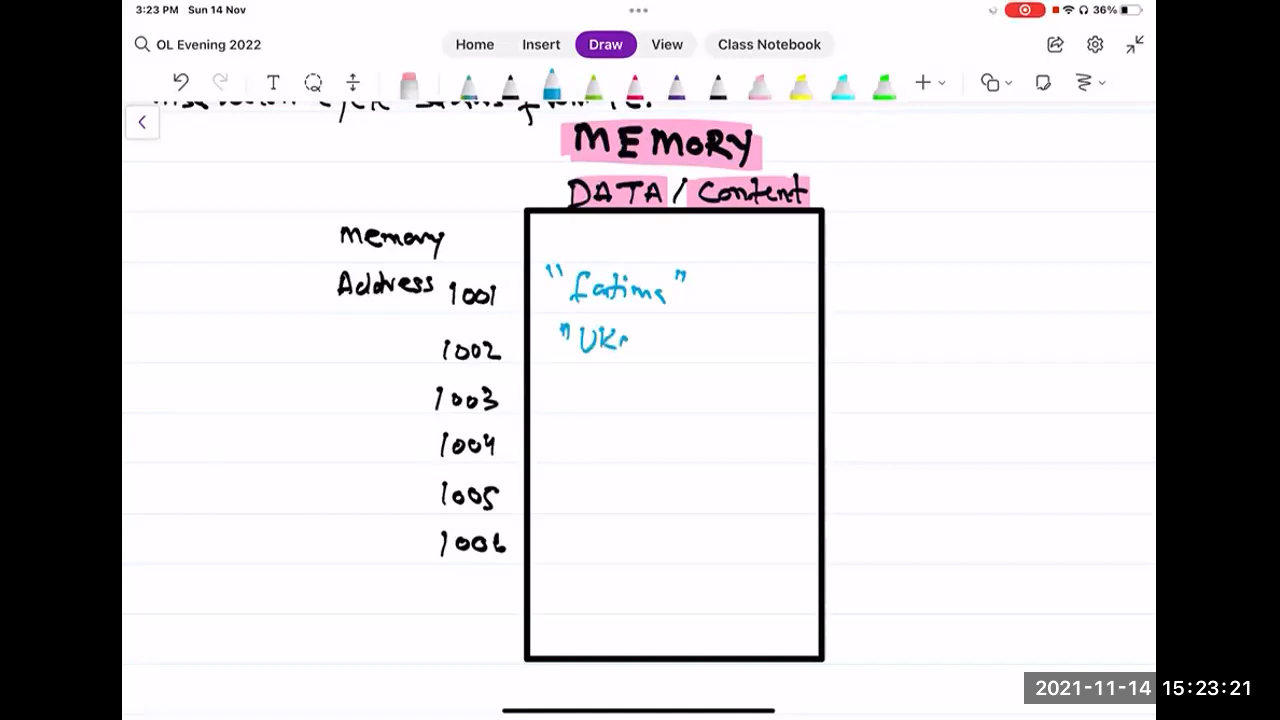 3:23 PM Sun 14 Nov
36%
OL Evening 2022
Home Insert Draw View Class Notebook
MEMORY
DATA / Content
Memory
Address 1001 "fatima"
1002 "UK
1003
1004
1005
1006
2021-11-14 15:23:21